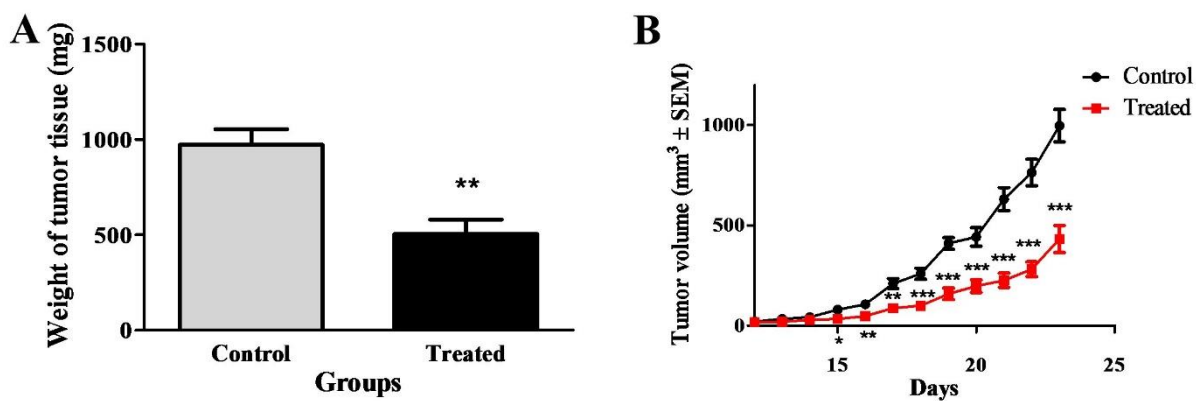 A
Weight of tumor tissue (mg)
1500
1000
500
0
**
Control
Treated
Groups
B
Tumor volume (mm³ ± SEM)
1000
500
0
Control
Treated
*
**
**
***
***
***
***
***
***
15
20
25
Days